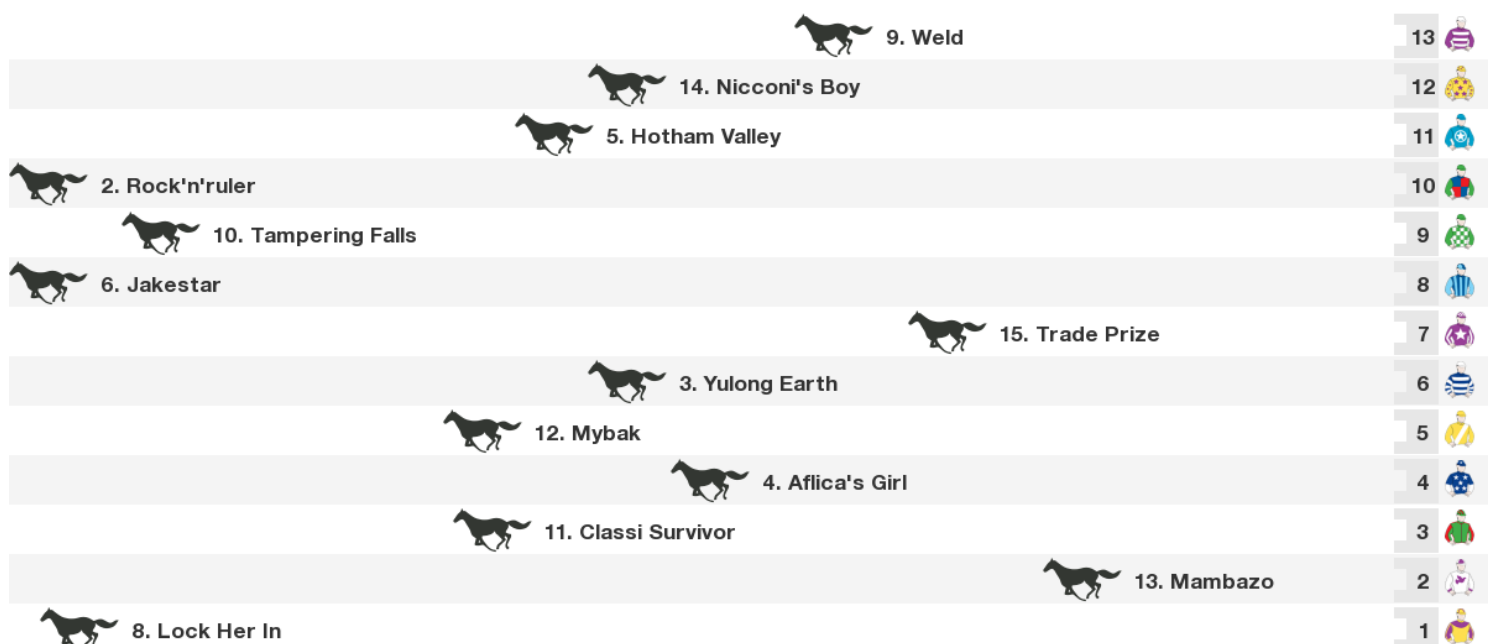 9. Weld 13
14. Nicconi's Boy 12
5. Hotham Valley 11
2. Rock'n'ruler 10
10. Tampering Falls 9
6. Jakestar 8
15. Trade Prize 7
3. Yulong Earth 6
12. Mybak 5
4. Aflica's Girl 4
11. Classi Survivor 3
13. Mambazo 2
8. Lock Her In 1